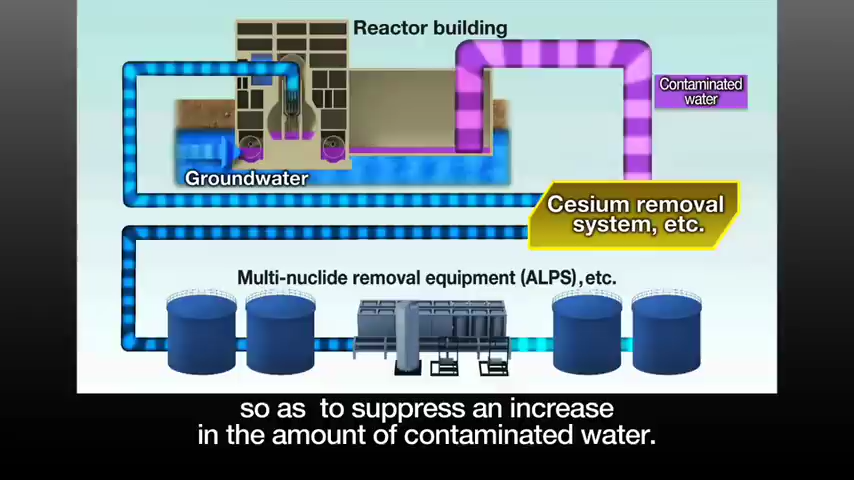 Reactor building
Contaminated
water
Groundwater
Cesium removal
system, etc.
Multi-nuclide removal equipment (ALPS), etc.
so as to suppress an increase
in the amount of contaminated water.